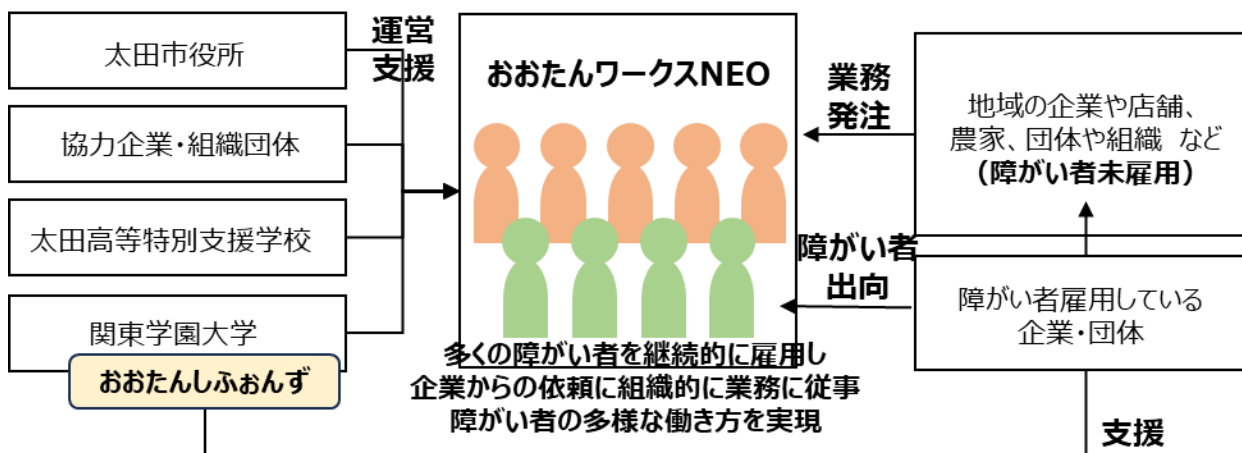 太田市役所
協力企業・組織団体
太田高等特別支援学校
関東学園大学
おおたんしふぉんず
運営
支援
おおたんワークスNEO
多くの障がい者を継続的に雇用し
企業からの依頼に組織的に業務に従事
障がい者の多様な働き方を実現
業務
発注
障がい者
出向
地域の企業や店舗、
農家、団体や組織 など
（障がい者未雇用）
障がい者雇用している
企業・団体
支援